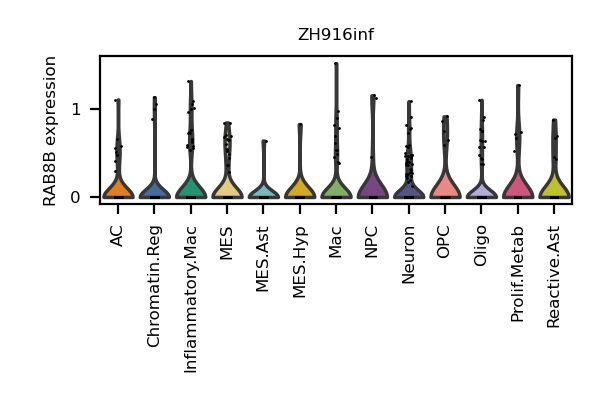 ZH916inf
RAB8B expression
1
0
AC
Chromatin.Reg
Inflammatory.Mac
MES
MES.Ast
MES.Hyp
Mac
NPC
Neuron
OPC
Oligo
Prolif.Metab
Reactive.Ast